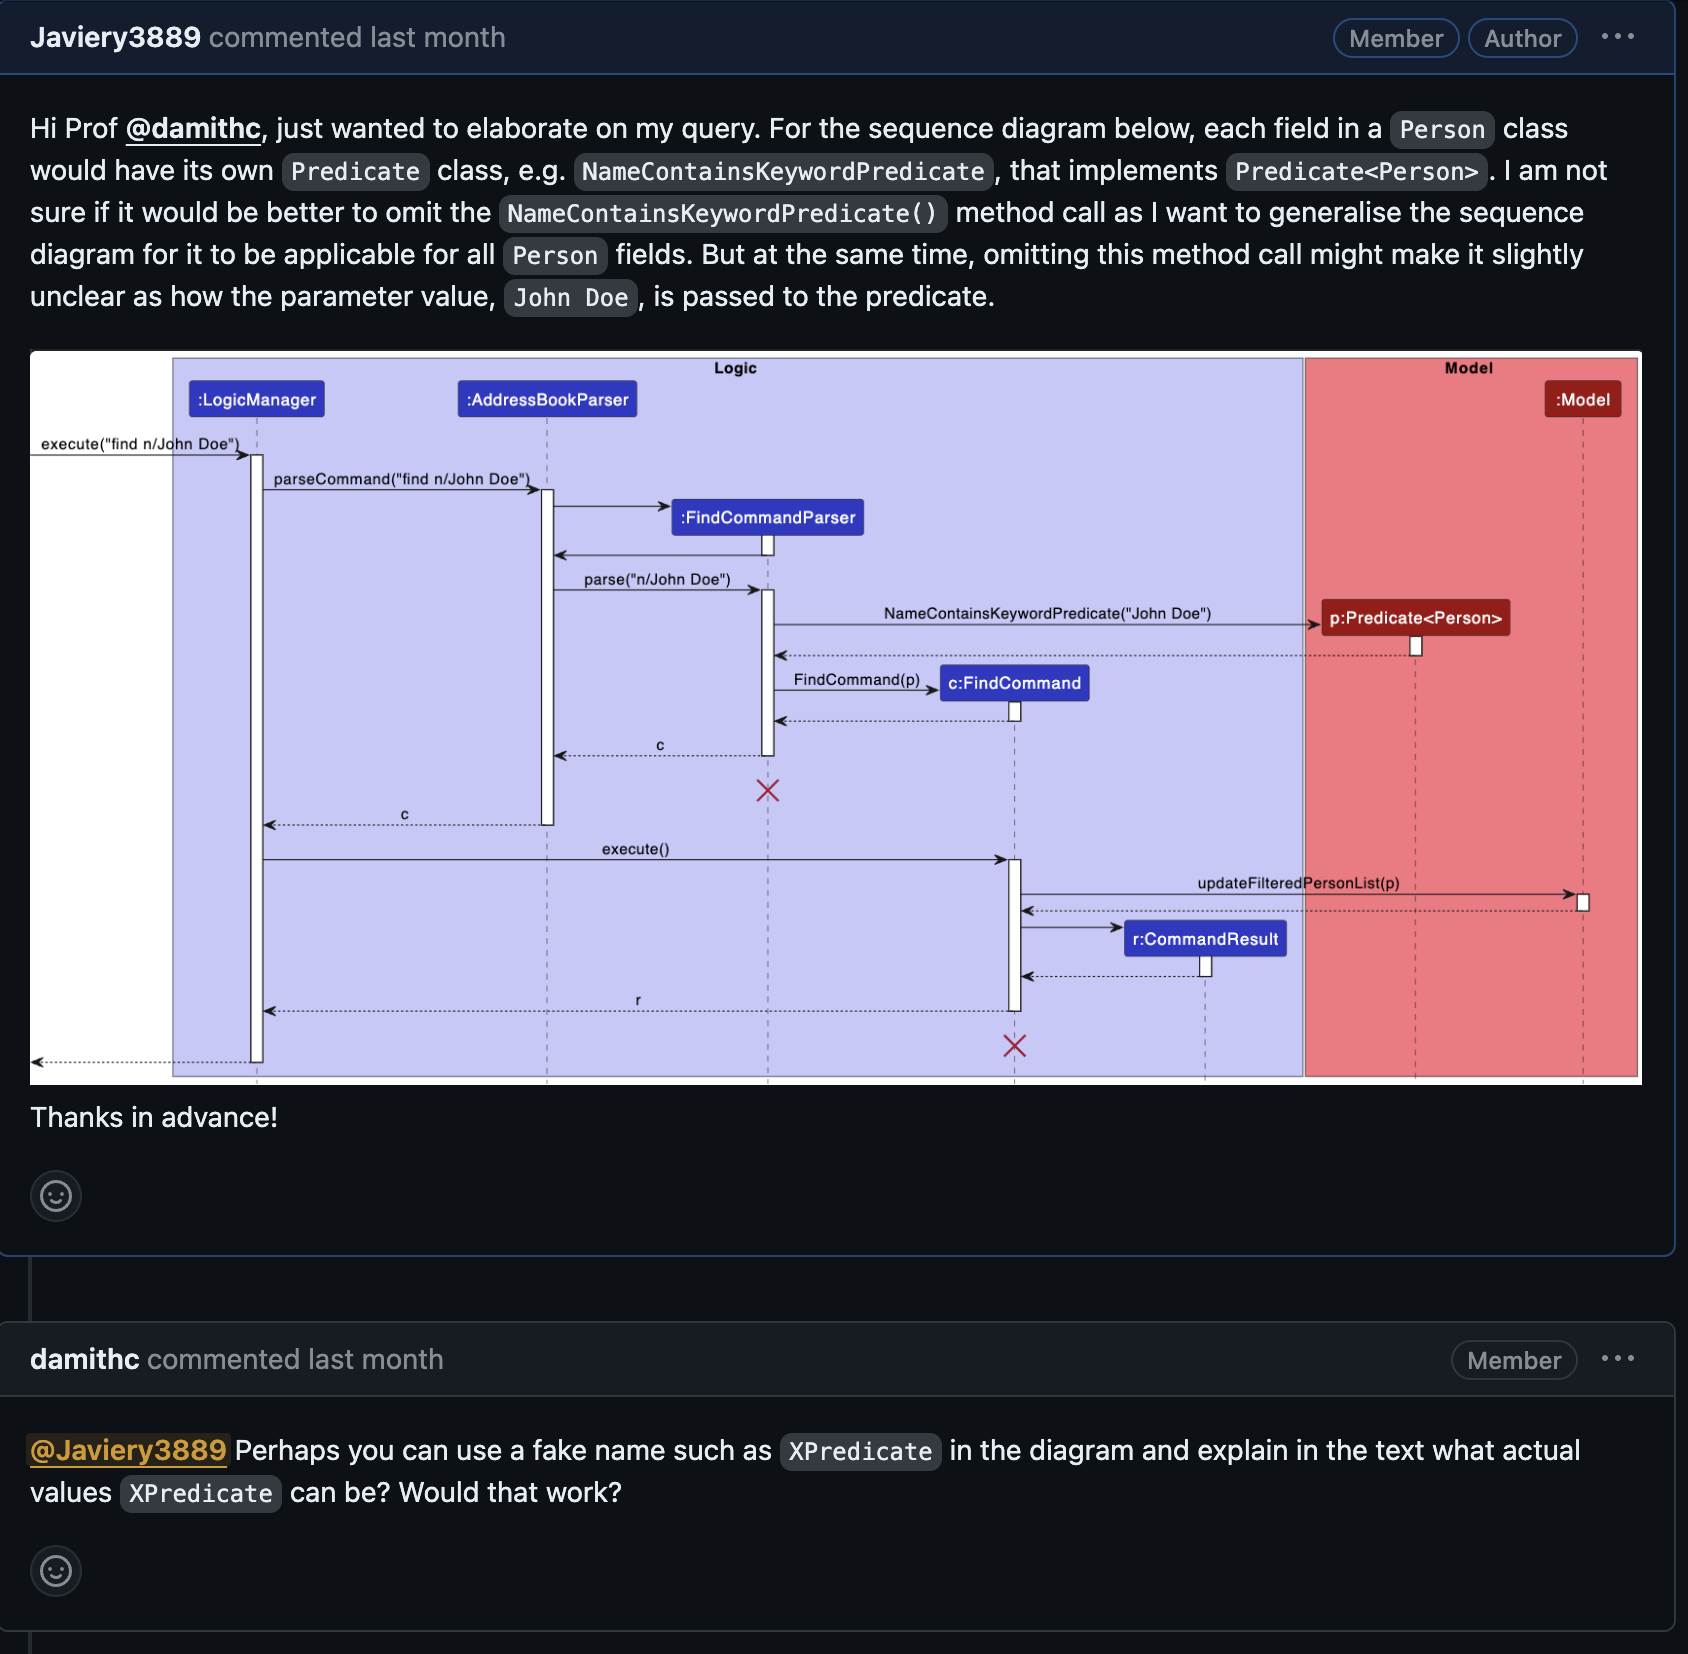 Javiery3889 commented last month
Member
Author
Hi Prof @damithc, just wanted to elaborate on my query. For the sequence diagram below, each field in a Person class
would have its own Predicate class, e.g. NameContainsKeywordPredicate, that implements Predicate<Person>. I am not
sure if it would be better to omit the NameContainsKeywordPredicate() method call as I want to generalise the sequence
diagram for it to be applicable for all Person fields. But at the same time, omitting this method call might make it slightly
unclear as how the parameter value, John Doe, is passed to the predicate.
Logic
Model
:LogicManager
:AddressBookParser
:Model
execute("find n/John Doe")
parseCommand("find n/John Doe")
:FindCommandParser
parse("n/John Doe")
NameContainsKeywordPredicate("John Doe")
p:Predicate<Person>
FindCommand(p)
c:FindCommand
c
c
execute()
updateFilteredPersonList(p)
r:CommandResult
r
Thanks in advance!
damithc commented last month
Member
@Javiery3889 Perhaps you can use a fake name such as XPredicate in the diagram and explain in the text what actual
values XPredicate can be? Would that work?